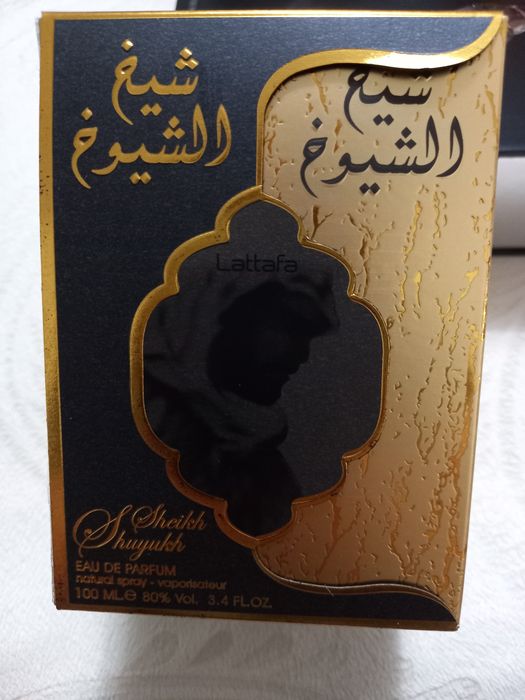 شيخ
الشيوخ
شيخ
الشيوخ
Lattafa
Sheikh
Shuyukh
EAU DE PARFUM
natural spray - vaporisateur
100 ML℮ 80% Vol. 3.4 FL.OZ.